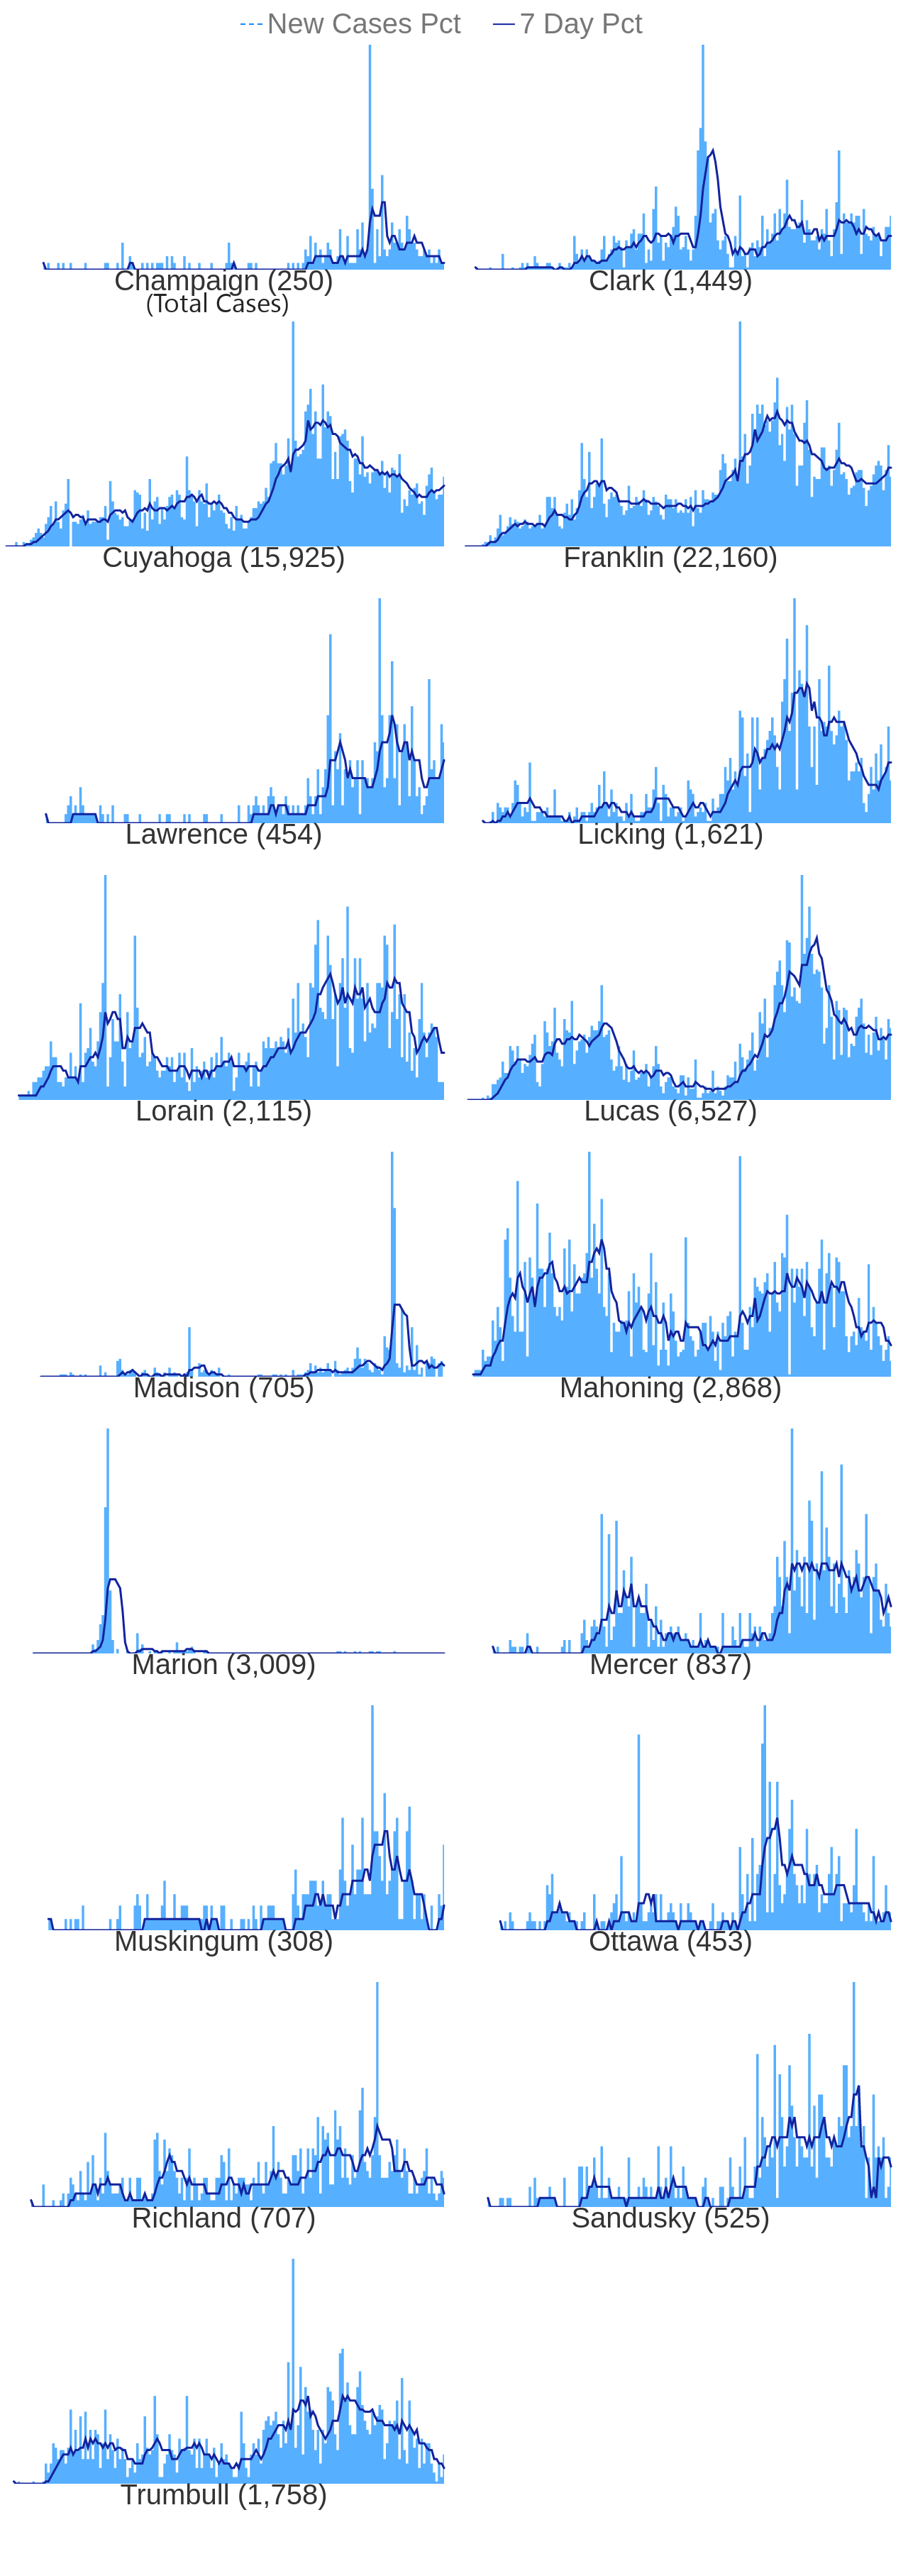 New Cases Pct 7 Day Pct
Champaign (250) Clark (1,449)
(Total Cases)
Cuyahoga (15,925) Franklin (22,160)
Lawrence (454) Licking (1,621)
Lorain (2,115) Lucas (6,527)
Madison (705) Mahoning (2,868)
Marion (3,009) Mercer (837)
Muskingum (308) Ottawa (453)
Richland (707) Sandusky (525)
Trumbull (1,758)